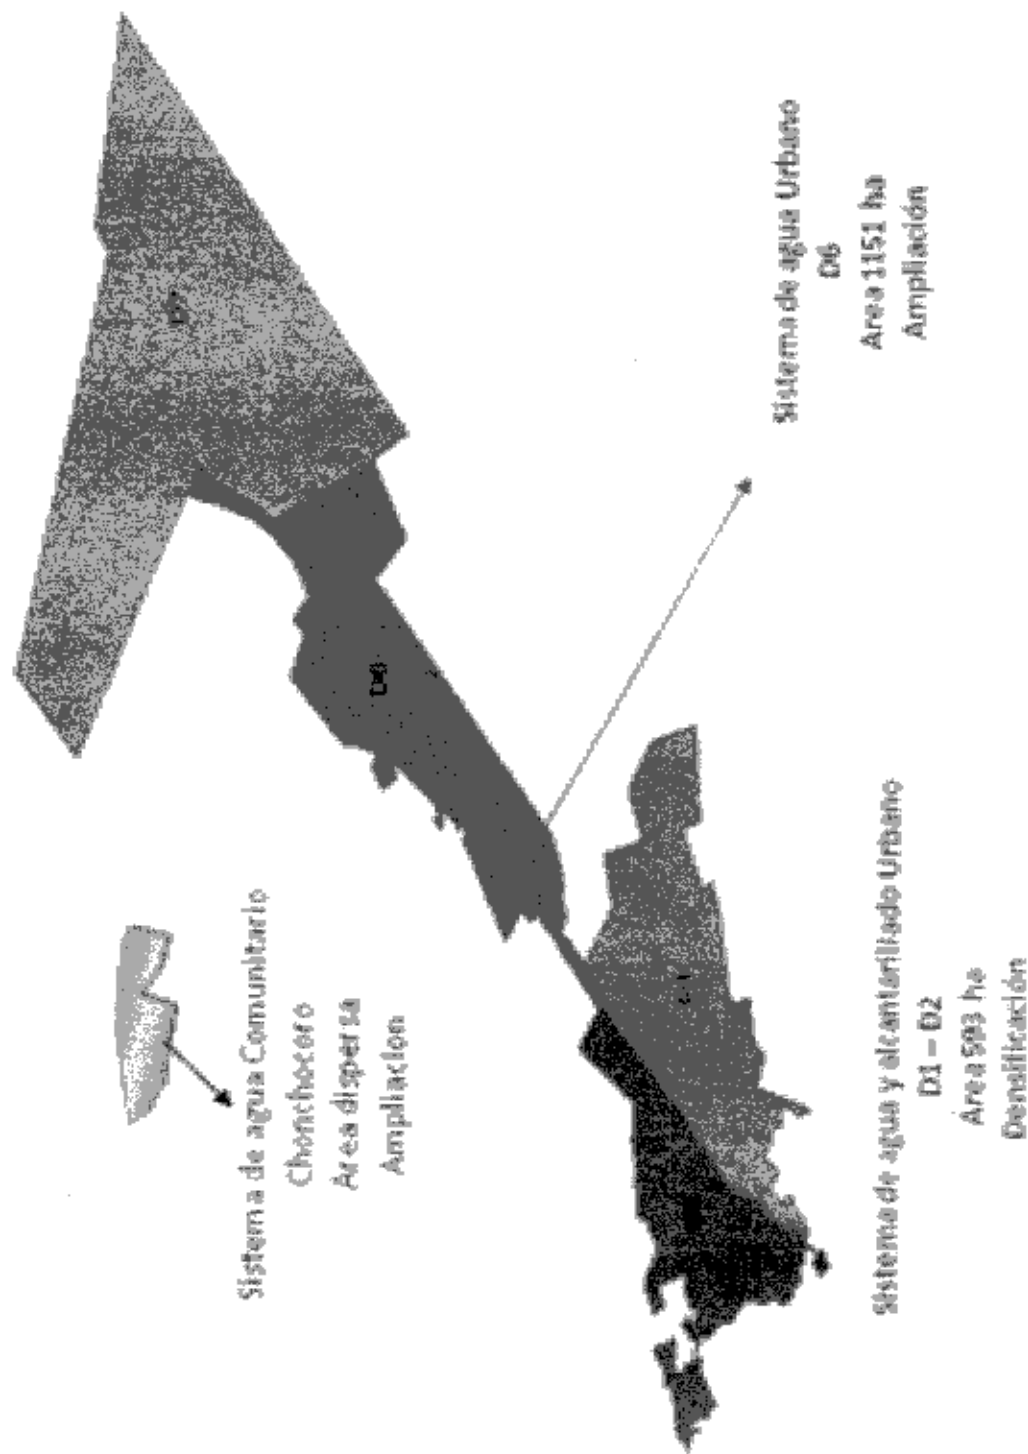 Sistema de agua Comunitario
Chonchocoro
Área dispersa
Ampliación
D6
Sistema de agua Urbano
D6
Área 1151 ha
Ampliación
Sistema de agua y alcantarillado Urbano
D1 – D2
Área 993 ha
Densificación